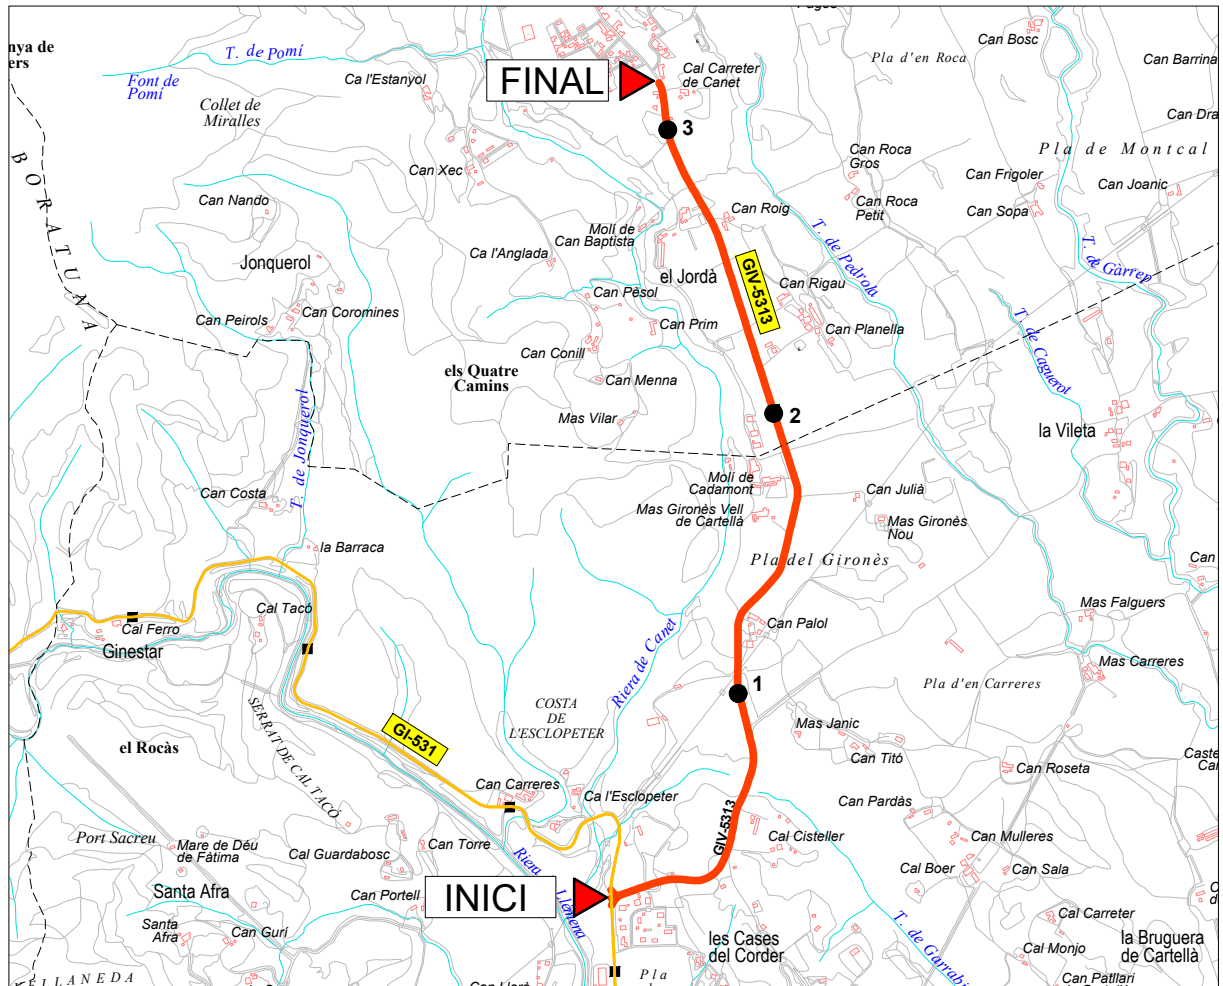 Can Bosc
nya de
ers
T. de Pomí
Pla d'en Roca
Can Barrina
FINAL
Cal Carreter
de Canet
Ca l'Estanyol
Font de
Pomí
Collet de
Miralles
3
Can Dra
Pla de Montcal
B O R A T U N A
Can Roca
Gros
Can Xec
Can Frigoler
Can Joanic
Can Nando
Can Roca
Petit
Can Roig
Can Sopa
Molí de
Can Baptista
T. de Pedrola
Ca l'Anglada
T. de Garrep
Jonquerol
el Jordà
GIV-5313
Can Rigau
Can Pèsol
Can Coromines
Can Peirols
Can Prim
Can Planella
T. de Caguerol
Can Conill
els Quatre
Camins
Can Menna
Mas Vilar
2
T. de Jonquerol
la Vileta
Molí de
Cadamont
Can Costa
Can Julià
Mas Gironès Vell
de Cartellà
Mas Gironès
Nou
la Barraca
Pla del Gironès
Can
Cal Tacó
Mas Falguers
Cal Ferro
Can Palol
Ginestar
Riera de Canet
Mas Carreres
Pla d'en Carreres
1
SERRAT DE CAL TACÓ
COSTA
DE
L'ESCLOPETER
Mas Janic
GI-531
el Rocàs
Can Titó
Caste
Ca
Can Roseta
Can Carreres
Ca l'Esclopeter
Can Pardàs
GIV-5313
Port Sacreu
Mare de Déu
de Fàtima
Can Torre
Cal Cisteller
Can Mulleres
Cal Guardabosc
Riera
Llémena
Cal Boer
Can Sala
Santa Afra
Can Portell
INICI
Santa
Afra
Can Gurí
T. de Garrabi
Cal Carreter
les Cases
del Corder
Cal Monjo
la Bruguera
de Cartellà
ELLANEDA
Pla
Can Patllari